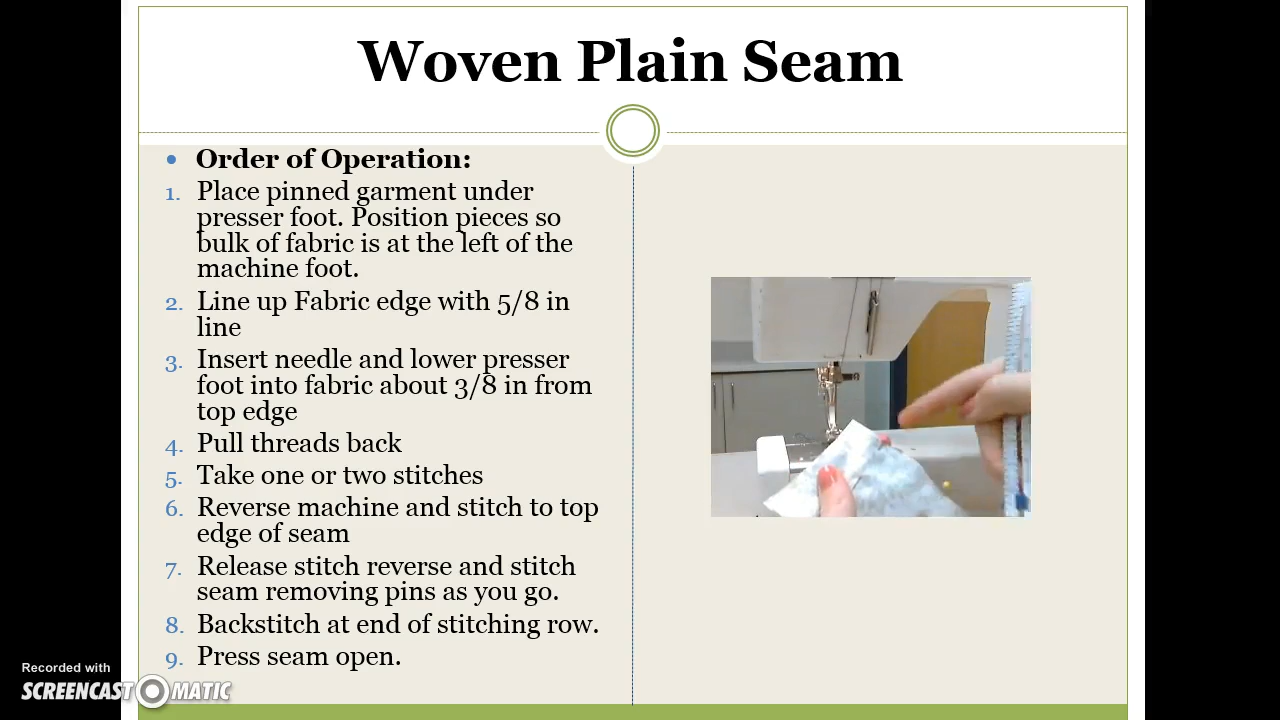 Woven Plain Seam
• Order of Operation:
1. Place pinned garment under
presser foot. Position pieces so
bulk of fabric is at the left of the
machine foot.
2. Line up Fabric edge with 5/8 in
line
3. Insert needle and lower presser
foot into fabric about 3/8 in from
top edge
4. Pull threads back
5. Take one or two stitches
6. Reverse machine and stitch to top
edge of seam
7. Release stitch reverse and stitch
seam removing pins as you go.
8. Backstitch at end of stitching row.
9. Press seam open.
Recorded with
SCREENCAST MATIC